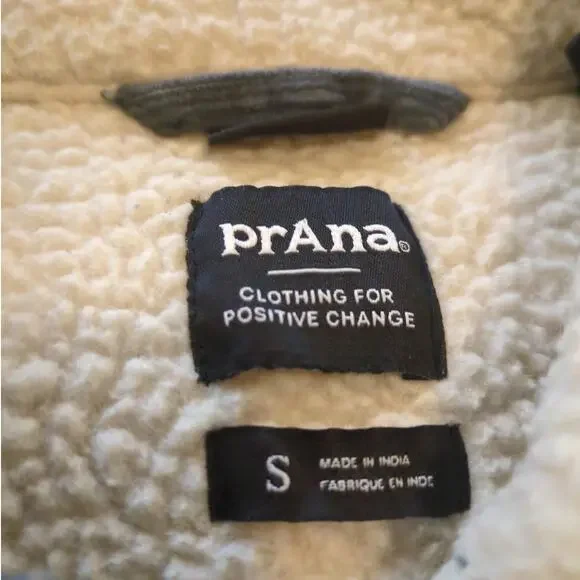 prAna®
CLOTHING FOR
POSITIVE CHANGE
S
MADE IN INDIA
FABRIQUE EN INDE